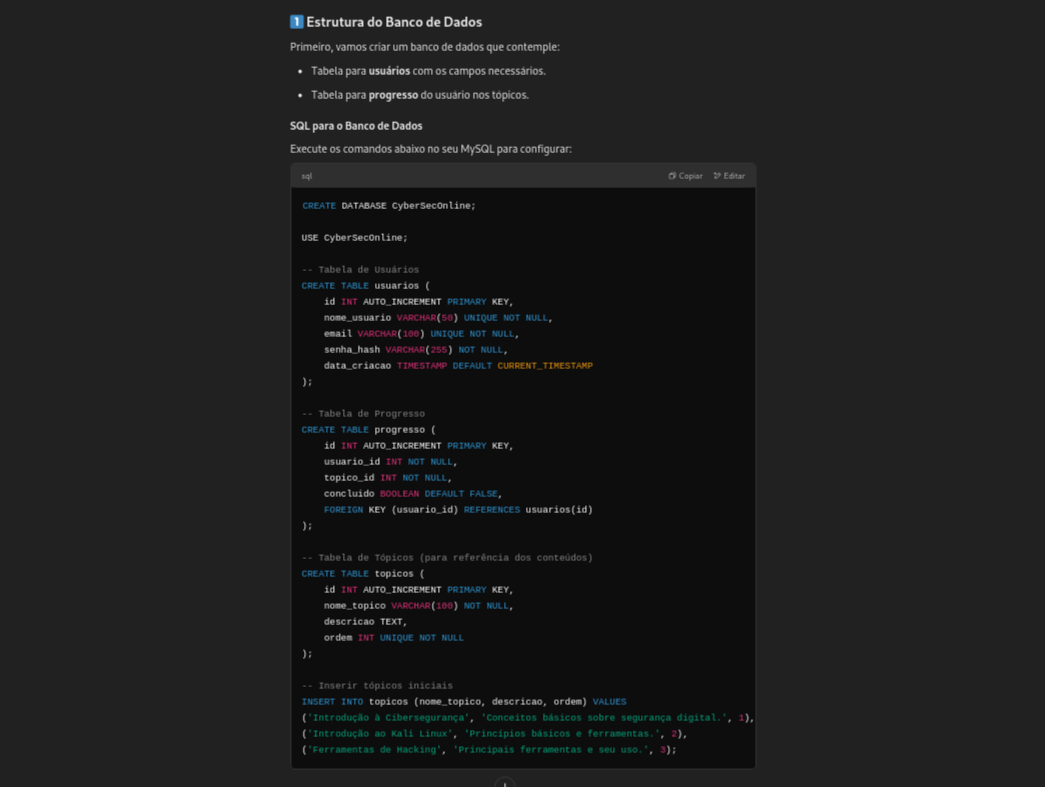 1 Estrutura do Banco de Dados
Primeiro, vamos criar um banco de dados que contemple:
• Tabela para usuários com os campos necessários.
• Tabela para progresso do usuário nos tópicos.
SQL para o Banco de Dados
Execute os comandos abaixo no seu MySQL para configurar:
sql Copiar Editar
CREATE DATABASE CyberSecOnline;
USE CyberSecOnline;
-- Tabela de Usuários
CREATE TABLE usuarios (
    id INT AUTO_INCREMENT PRIMARY KEY,
    nome_usuario VARCHAR(50) UNIQUE NOT NULL,
    email VARCHAR(100) UNIQUE NOT NULL,
    senha_hash VARCHAR(255) NOT NULL,
    data_criacao TIMESTAMP DEFAULT CURRENT_TIMESTAMP
);
-- Tabela de Progresso
CREATE TABLE progresso (
    id INT AUTO_INCREMENT PRIMARY KEY,
    usuario_id INT NOT NULL,
    topico_id INT NOT NULL,
    concluido BOOLEAN DEFAULT FALSE,
    FOREIGN KEY (usuario_id) REFERENCES usuarios(id)
);
-- Tabela de Tópicos (para referência dos conteúdos)
CREATE TABLE topicos (
    id INT AUTO_INCREMENT PRIMARY KEY,
    nome_topico VARCHAR(100) NOT NULL,
    descricao TEXT,
    ordem INT UNIQUE NOT NULL
);
-- Inserir tópicos iniciais
INSERT INTO topicos (nome_topico, descricao, ordem) VALUES
('Introdução à Cibersegurança', 'Conceitos básicos sobre segurança digital.', 1),
('Introdução ao Kali Linux', 'Princípios básicos e ferramentas.', 2),
('Ferramentas de Hacking', 'Principais ferramentas e seu uso.', 3);